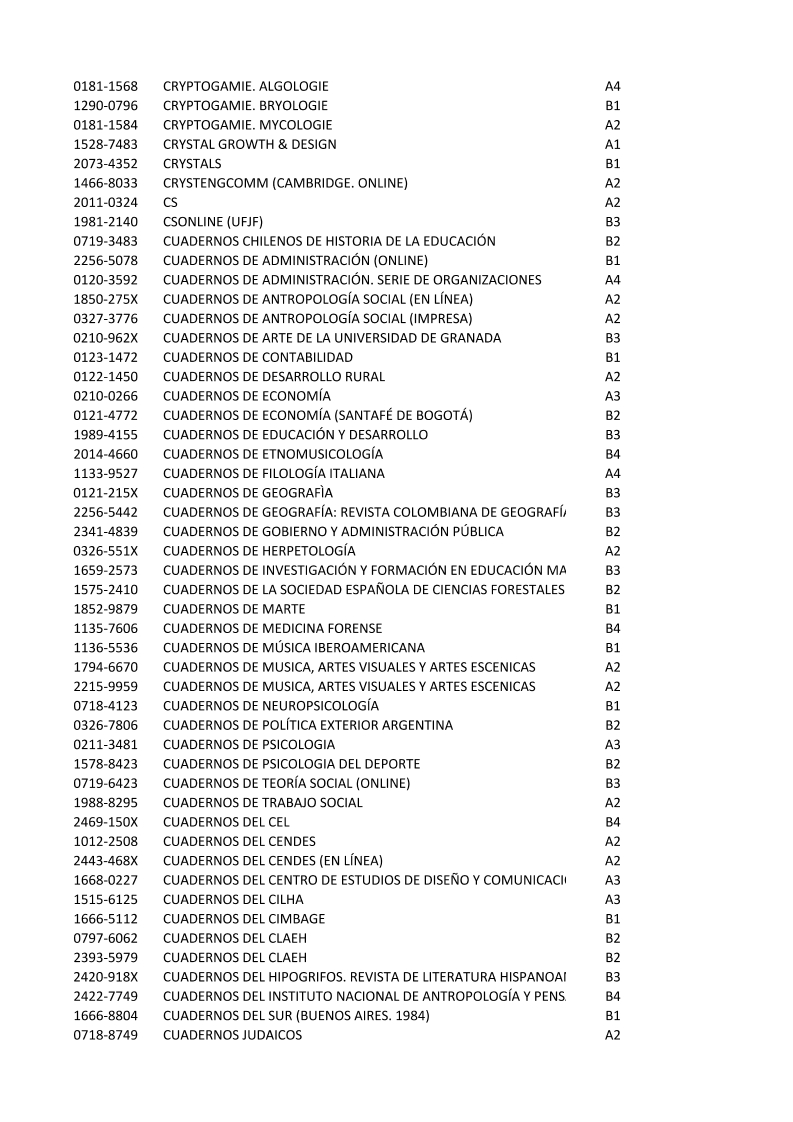 0181-1568 CRYPTOGAMIE. ALGOLOGIE A4
1290-0796 CRYPTOGAMIE. BRYOLOGIE B1
0181-1584 CRYPTOGAMIE. MYCOLOGIE A2
1528-7483 CRYSTAL GROWTH & DESIGN A1
2073-4352 CRYSTALS B1
1466-8033 CRYSTENGCOMM (CAMBRIDGE. ONLINE) A2
2011-0324 CS A2
1981-2140 CSONLINE (UFJF) B3
0719-3483 CUADERNOS CHILENOS DE HISTORIA DE LA EDUCACIÓN B2
2256-5078 CUADERNOS DE ADMINISTRACIÓN (ONLINE) B1
0120-3592 CUADERNOS DE ADMINISTRACIÓN. SERIE DE ORGANIZACIONES A4
1850-275X CUADERNOS DE ANTROPOLOGÍA SOCIAL (EN LÍNEA) A2
0327-3776 CUADERNOS DE ANTROPOLOGÍA SOCIAL (IMPRESA) A2
0210-962X CUADERNOS DE ARTE DE LA UNIVERSIDAD DE GRANADA B3
0123-1472 CUADERNOS DE CONTABILIDAD B1
0122-1450 CUADERNOS DE DESARROLLO RURAL A2
0210-0266 CUADERNOS DE ECONOMÍA A3
0121-4772 CUADERNOS DE ECONOMÍA (SANTAFÉ DE BOGOTÁ) B2
1989-4155 CUADERNOS DE EDUCACIÓN Y DESARROLLO B3
2014-4660 CUADERNOS DE ETNOMUSICOLOGÍA B4
1133-9527 CUADERNOS DE FILOLOGÍA ITALIANA A4
0121-215X CUADERNOS DE GEOGRAFÌA B3
2256-5442 CUADERNOS DE GEOGRAFÍA: REVISTA COLOMBIANA DE GEOGRAFÍA B3
2341-4839 CUADERNOS DE GOBIERNO Y ADMINISTRACIÓN PÚBLICA B2
0326-551X CUADERNOS DE HERPETOLOGÍA A2
1659-2573 CUADERNOS DE INVESTIGACIÓN Y FORMACIÓN EN EDUCACIÓN MA B3
1575-2410 CUADERNOS DE LA SOCIEDAD ESPAÑOLA DE CIENCIAS FORESTALES B2
1852-9879 CUADERNOS DE MARTE B1
1135-7606 CUADERNOS DE MEDICINA FORENSE B4
1136-5536 CUADERNOS DE MÚSICA IBEROAMERICANA B1
1794-6670 CUADERNOS DE MUSICA, ARTES VISUALES Y ARTES ESCENICAS A2
2215-9959 CUADERNOS DE MUSICA, ARTES VISUALES Y ARTES ESCENICAS A2
0718-4123 CUADERNOS DE NEUROPSICOLOGÍA B1
0326-7806 CUADERNOS DE POLÍTICA EXTERIOR ARGENTINA B2
0211-3481 CUADERNOS DE PSICOLOGIA A3
1578-8423 CUADERNOS DE PSICOLOGIA DEL DEPORTE B2
0719-6423 CUADERNOS DE TEORÍA SOCIAL (ONLINE) B3
1988-8295 CUADERNOS DE TRABAJO SOCIAL A2
2469-150X CUADERNOS DEL CEL B4
1012-2508 CUADERNOS DEL CENDES A2
2443-468X CUADERNOS DEL CENDES (EN LÍNEA) A2
1668-0227 CUADERNOS DEL CENTRO DE ESTUDIOS DE DISEÑO Y COMUNICACI A3
1515-6125 CUADERNOS DEL CILHA A3
1666-5112 CUADERNOS DEL CIMBAGE B1
0797-6062 CUADERNOS DEL CLAEH B2
2393-5979 CUADERNOS DEL CLAEH B2
2420-918X CUADERNOS DEL HIPOGRIFOS. REVISTA DE LITERATURA HISPANOA B3
2422-7749 CUADERNOS DEL INSTITUTO NACIONAL DE ANTROPOLOGÍA Y PENS B4
1666-8804 CUADERNOS DEL SUR (BUENOS AIRES. 1984) B1
0718-8749 CUADERNOS JUDAICOS A2